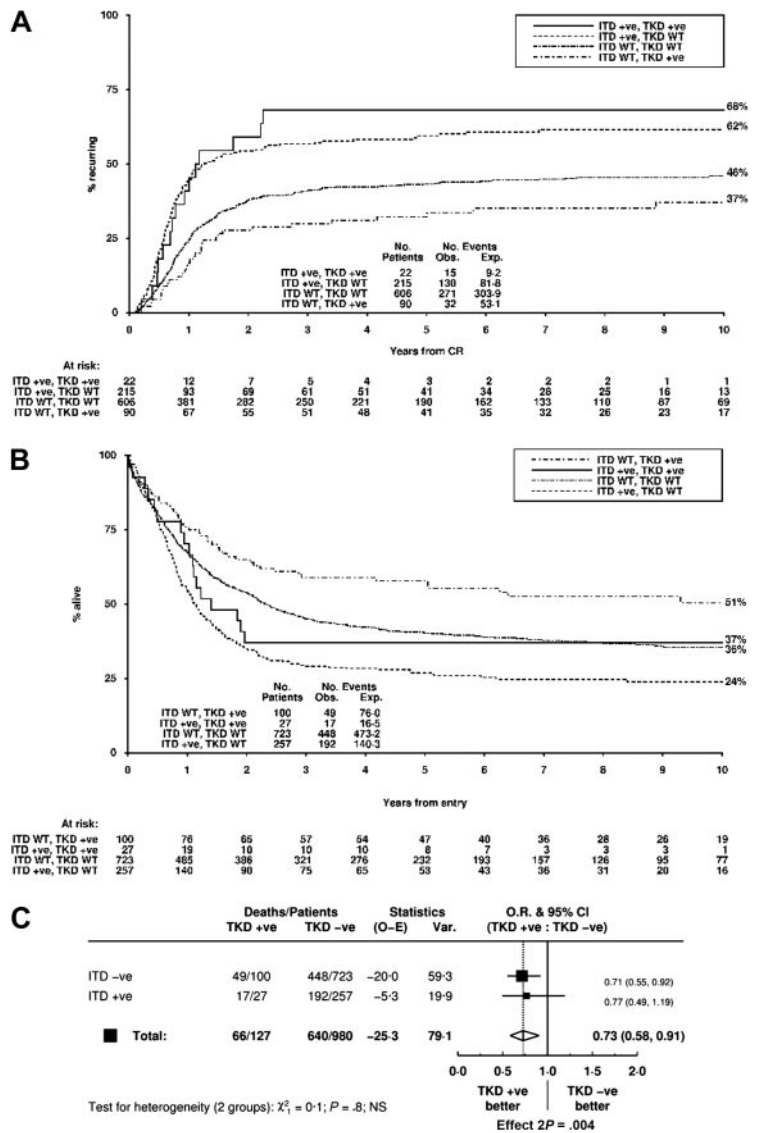 A
ITD +ve, TKD +ve
ITD +ve, TKD WT
ITD WT, TKD WT
ITD WT, TKD +ve
100
75
50
25
0
% recurring
68%
62%
46%
37%
No. No. Events
Patients Obs. Exp.
ITD +ve, TKD +ve 22 15 9·2
ITD +ve, TKD WT 215 130 81·8
ITD WT, TKD WT 606 271 303·9
ITD WT, TKD +ve 90 32 53·1
0 1 2 3 4 5 6 7 8 9 10
Years from CR
At risk:
ITD +ve, TKD +ve 22 12 7 5 4 3 2 2 2 1 1
ITD +ve, TKD WT 215 93 69 61 51 41 34 28 25 16 13
ITD WT, TKD WT 606 381 282 250 221 190 162 133 110 87 69
ITD WT, TKD +ve 90 67 55 51 48 41 35 32 26 23 17
B
ITD WT, TKD +ve
ITD +ve, TKD +ve
ITD WT, TKD WT
ITD +ve, TKD WT
100
75
50
25
0
% alive
51%
37%
36%
24%
No. No. Events
Patients Obs. Exp.
ITD WT, TKD +ve 100 49 76·0
ITD +ve, TKD +ve 27 17 16·5
ITD WT, TKD WT 723 448 473·2
ITD +ve, TKD WT 257 192 140·3
0 1 2 3 4 5 6 7 8 9 10
Years from entry
At risk:
ITD WT, TKD +ve 100 76 65 57 54 47 40 36 28 26 19
ITD +ve, TKD +ve 27 19 10 10 10 8 7 3 3 3 1
ITD WT, TKD WT 723 485 386 321 276 232 193 157 126 95 77
ITD +ve, TKD WT 257 140 90 75 65 53 43 36 31 20 16
C
Deaths/Patients Statistics O.R. & 95% CI
TKD +ve TKD −ve (O−E) Var. (TKD +ve : TKD −ve)
ITD −ve 49/100 448/723 −20·0 59·3 0.71 (0.55, 0.92)
ITD +ve 17/27 192/257 −5·3 19·9 0.77 (0.49, 1.19)
Total: 66/127 640/980 −25·3 79·1 0.73 (0.58, 0.91)
0·0 0·5 1·0 1·5 2·0
TKD +ve TKD −ve
better better
Test for heterogeneity (2 groups): χ²₁ = 0·1; P = .8; NS
Effect 2P = .004